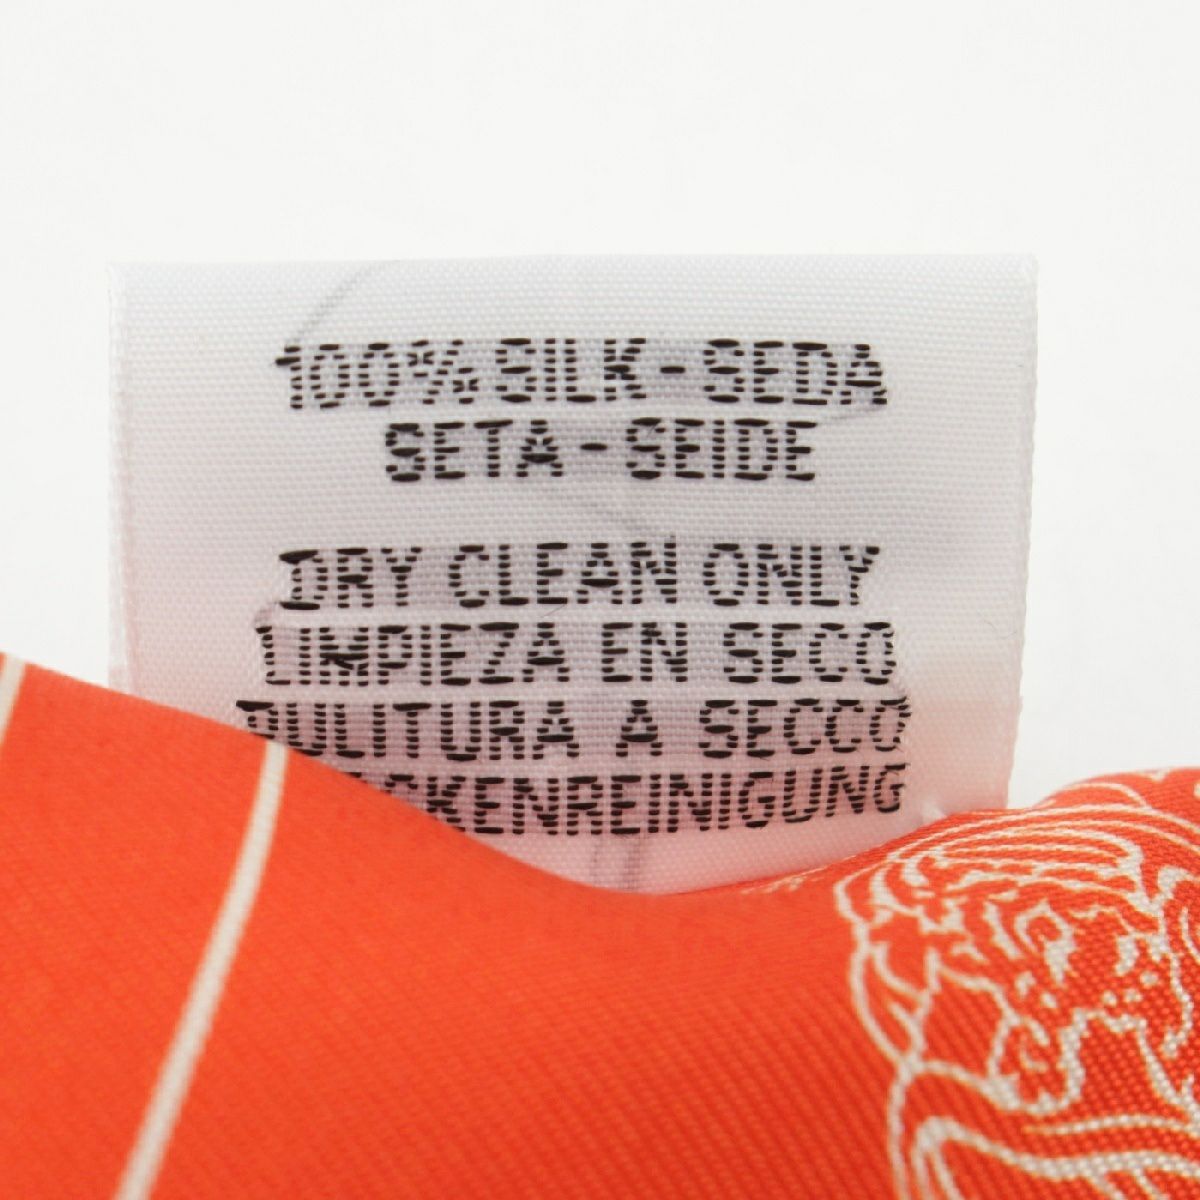 100% SILK - SEDA
SETA - SEIDE
DRY CLEAN ONLY
LIMPIEZA EN SECO
PULITURA A SECCO